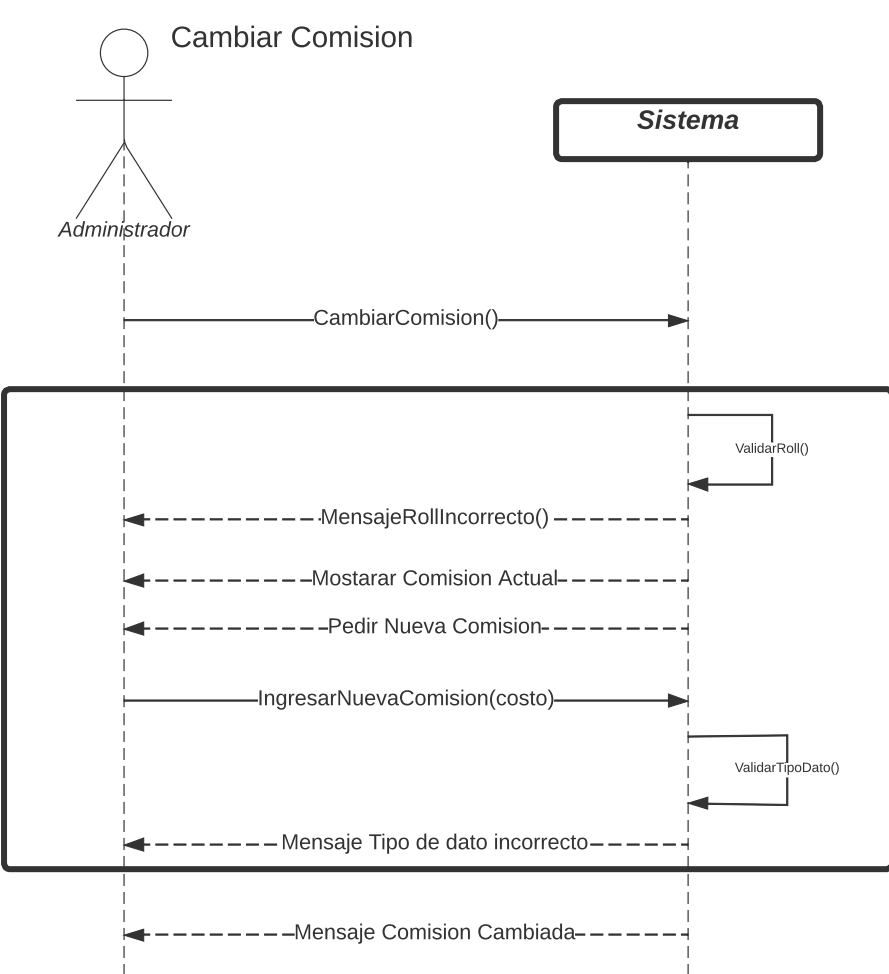 Cambiar Comision
Sistema
Administrador
CambiarComision()
ValidarRoll()
MensajeRollIncorrecto()
Mostarar Comision Actual
Pedir Nueva Comision
IngresarNuevaComision(costo)
ValidarTipoDato()
Mensaje Tipo de dato incorrecto
Mensaje Comision Cambiada